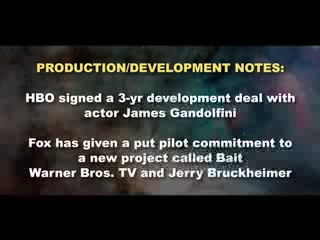 PRODUCTION/DEVELOPMENT NOTES:
HBO signed a 3-yr development deal with
actor James Gandolfini
Fox has given a put pilot commitment to
a new project called Bait
Warner Bros. TV and Jerry Bruckheimer